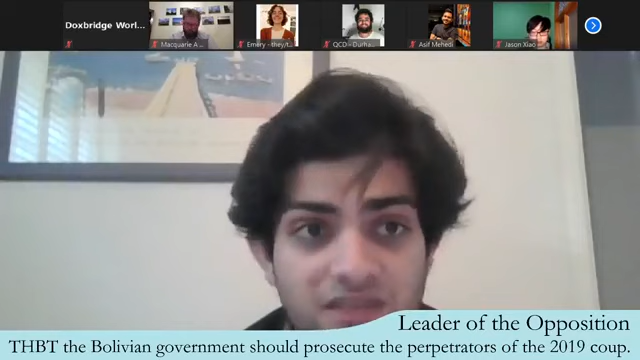 Doxbridge Worl...
Macquarie A ...
Emery - they/t...
QCD - Durha...
Asif Mehedi
Jason Xiao
Leader of the Opposition
THBT the Bolivian government should prosecute the perpetrators of the 2019 coup.